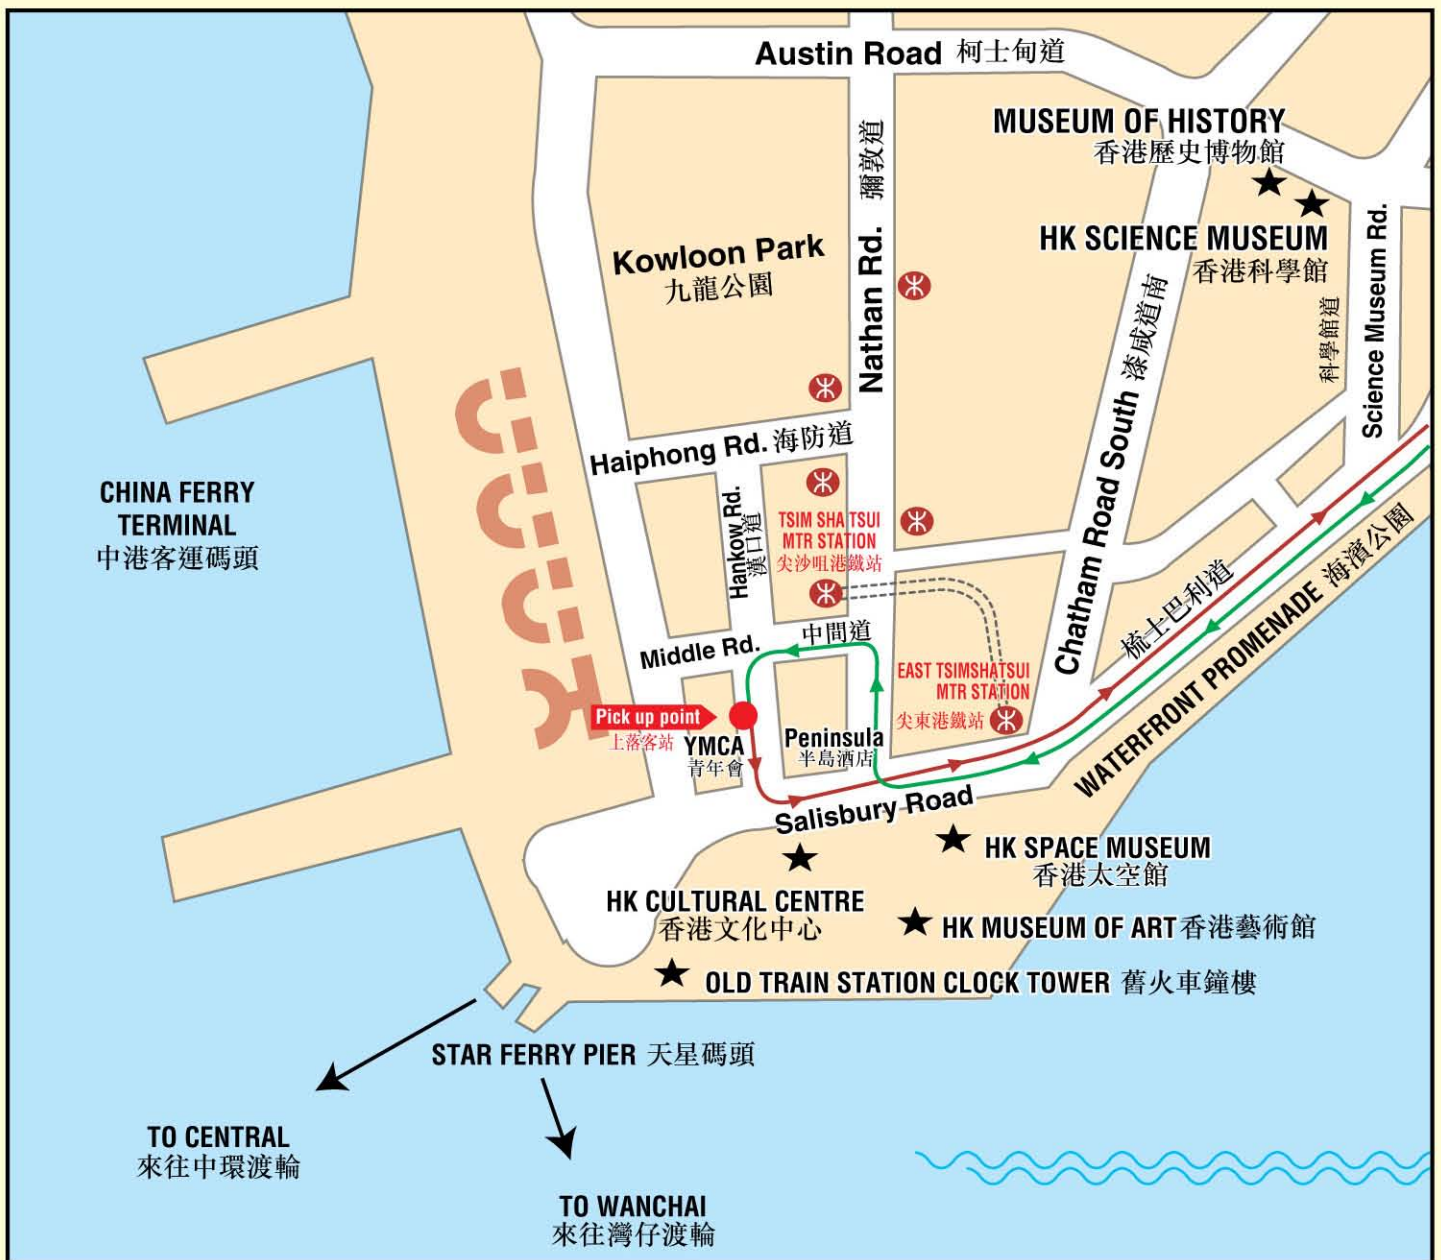 Austin Road 柯士甸道
MUSEUM OF HISTORY
香港歷史博物館
HK SCIENCE MUSEUM
香港科學館
Kowloon Park
九龍公園
Nathan Rd. 彌敦道
Science Museum Rd.
科學館道
Chatham Road South 漆咸道南
Haiphong Rd. 海防道
Hankow Rd.
漢口道
TSIM SHA TSUI
MTR STATION
尖沙咀港鐵站
CHINA FERRY
TERMINAL
中港客運碼頭
Middle Rd. 中間道
EAST TSIMSHATSUI
MTR STATION
尖東港鐵站
梳士巴利道
WATERFRONT PROMENADE 海濱公園
Pick up point
上落客站
YMCA
青年會
Peninsula
半島酒店
Salisbury Road
HK SPACE MUSEUM
香港太空館
HK CULTURAL CENTRE
香港文化中心
HK MUSEUM OF ART 香港藝術館
OLD TRAIN STATION CLOCK TOWER 舊火車鐘樓
STAR FERRY PIER 天星碼頭
TO CENTRAL
來往中環渡輪
TO WANCHAI
來往灣仔渡輪